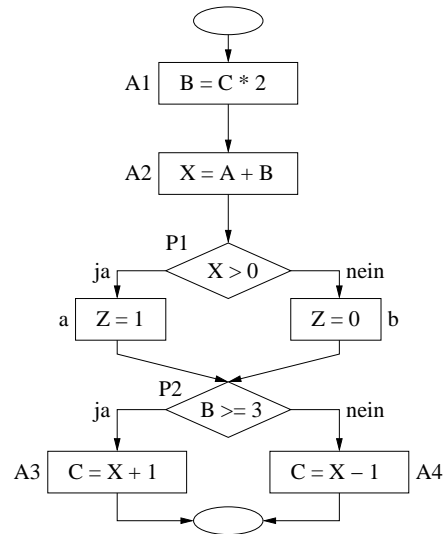 A1 B = C * 2
A2 X = A + B
P1
ja X > 0 nein
a Z = 1 Z = 0 b
P2
ja B >= 3 nein
A3 C = X + 1 C = X − 1 A4